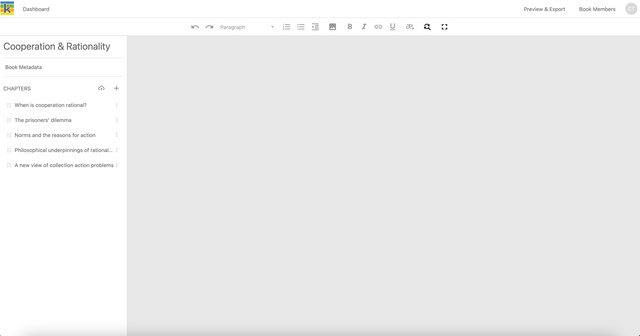 K
Dashboard
Preview & Export
Book Members
CT
Paragraph
B I U
Cooperation & Rationality
Book Metadata
CHAPTERS
When is cooperation rational?
The prisoners' dilemma
Norms and the reasons for action
Philosophical underpinnings of rational...
A new view of collection action problems